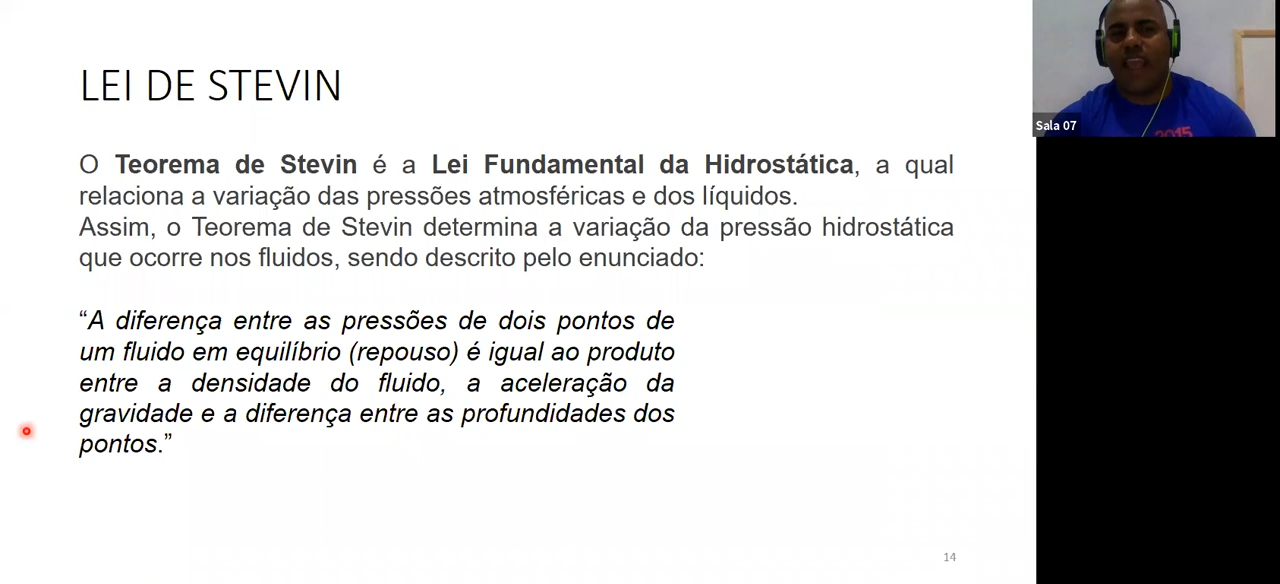 LEI DE STEVIN
O Teorema de Stevin é a Lei Fundamental da Hidrostática, a qual
relaciona a variação das pressões atmosféricas e dos líquidos.
Assim, o Teorema de Stevin determina a variação da pressão hidrostática
que ocorre nos fluidos, sendo descrito pelo enunciado:
“A diferença entre as pressões de dois pontos de
um fluido em equilíbrio (repouso) é igual ao produto
entre a densidade do fluido, a aceleração da
gravidade e a diferença entre as profundidades dos
pontos.”
14
Sala 07
2015